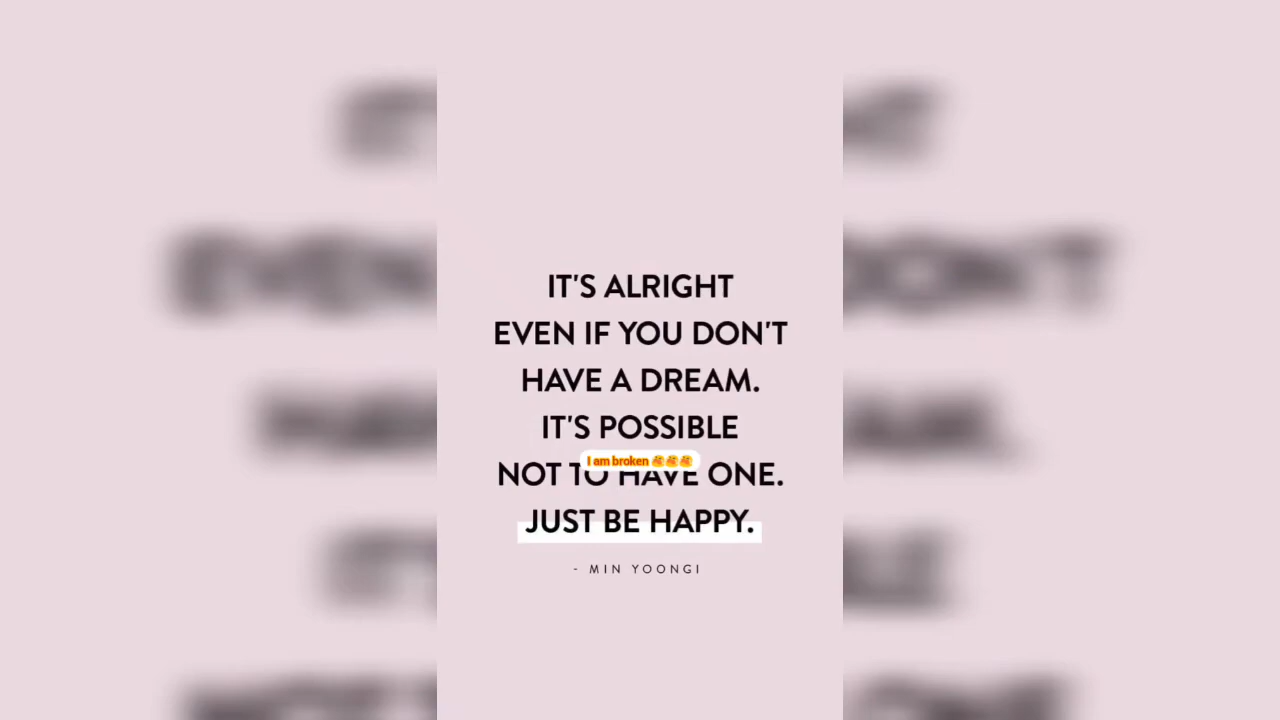 IT'S ALRIGHT
EVEN IF YOU DON'T
HAVE A DREAM.
IT'S POSSIBLE
I am broken
NOT TO HAVE ONE.
JUST BE HAPPY.
- MIN YOONGI